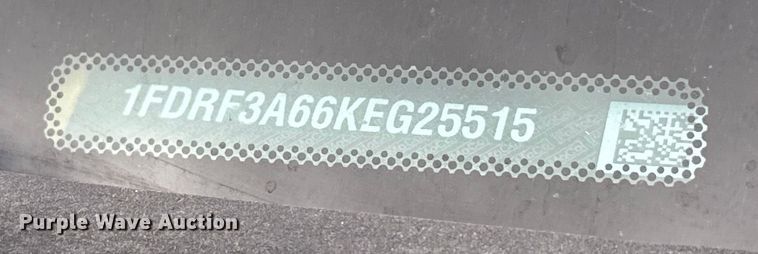 1FDRF3A66KEG25515
Purple Wave Auction